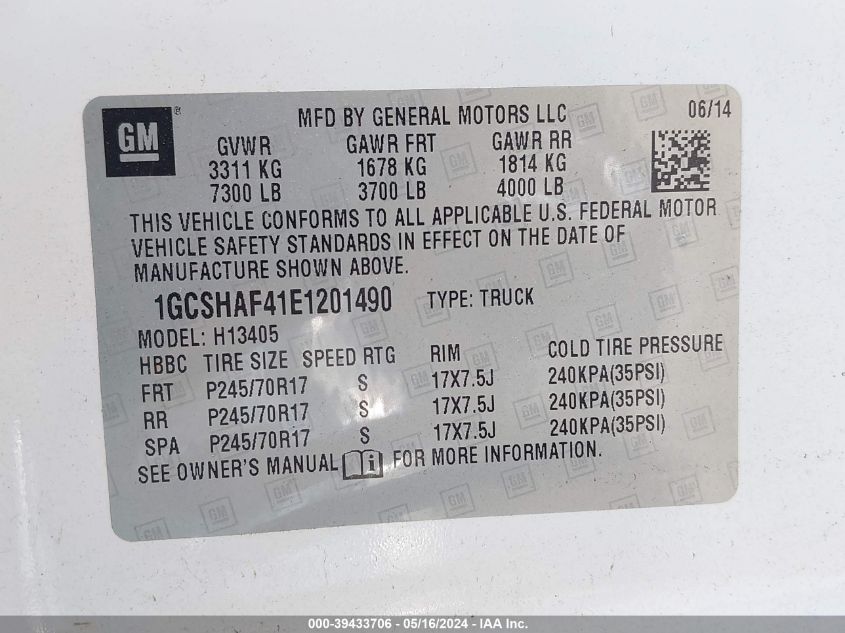 GM ®
MFD BY GENERAL MOTORS LLC 06/14
GVWR GAWR FRT GAWR RR
3311 KG 1678 KG 1814 KG
7300 LB 3700 LB 4000 LB
THIS VEHICLE CONFORMS TO ALL APPLICABLE U.S. FEDERAL MOTOR
VEHICLE SAFETY STANDARDS IN EFFECT ON THE DATE OF
MANUFACTURE SHOWN ABOVE.
1GCSHAF41E1201490 TYPE: TRUCK
MODEL: H13405
HBBC TIRE SIZE SPEED RTG RIM COLD TIRE PRESSURE
FRT P245/70R17 S 17X7.5J 240KPA(35PSI)
RR P245/70R17 S 17X7.5J 240KPA(35PSI)
SPA P245/70R17 S 17X7.5J 240KPA(35PSI)
SEE OWNER'S MANUAL FOR MORE INFORMATION.
000-39433706 - 05/16/2024 - IAA Inc.